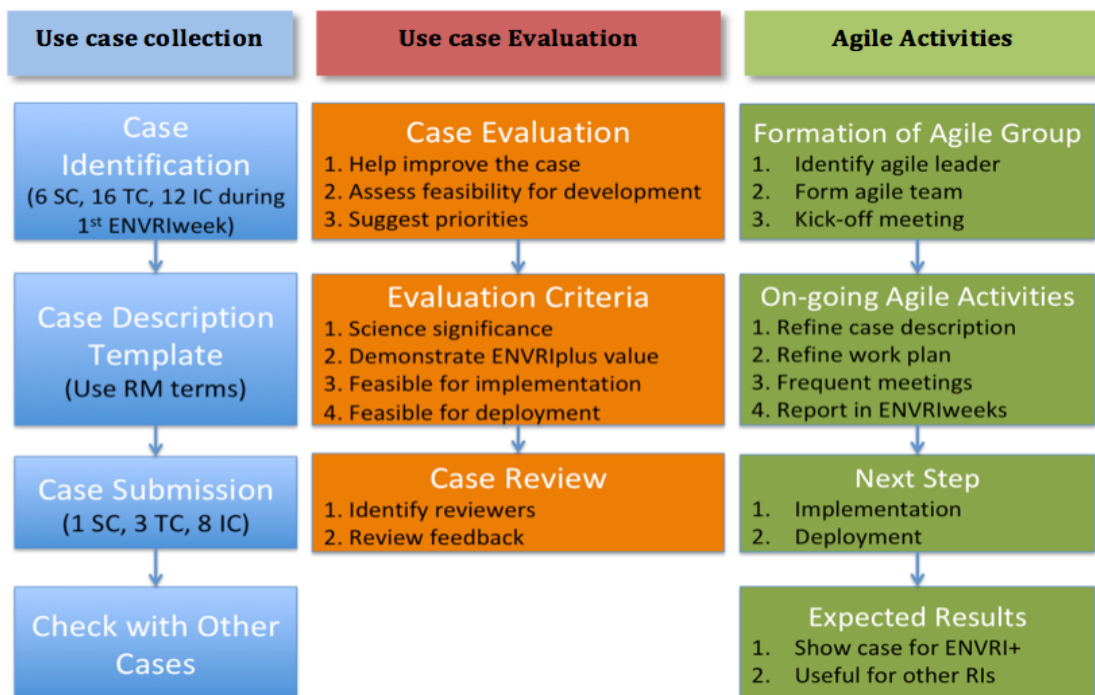 Use case collection
Case
Identification
(6 SC, 16 TC, 12 IC during
1st ENVRIweek)
Case Description
Template
(Use RM terms)
Case Submission
(1 SC, 3 TC, 8 IC)
Check with Other
Cases
Use case Evaluation
Case Evaluation
1. Help improve the case
2. Assess feasibility for development
3. Suggest priorities
Evaluation Criteria
1. Science significance
2. Demonstrate ENVRIplus value
3. Feasible for implementation
4. Feasible for deployment
Case Review
1. Identify reviewers
2. Review feedback
Agile Activities
Formation of Agile Group
1. Identify agile leader
2. Form agile team
3. Kick-off meeting
On-going Agile Activities
1. Refine case description
2. Refine work plan
3. Frequent meetings
4. Report in ENVRIweeks
Next Step
1. Implementation
2. Deployment
Expected Results
1. Show case for ENVRI+
2. Useful for other RIs